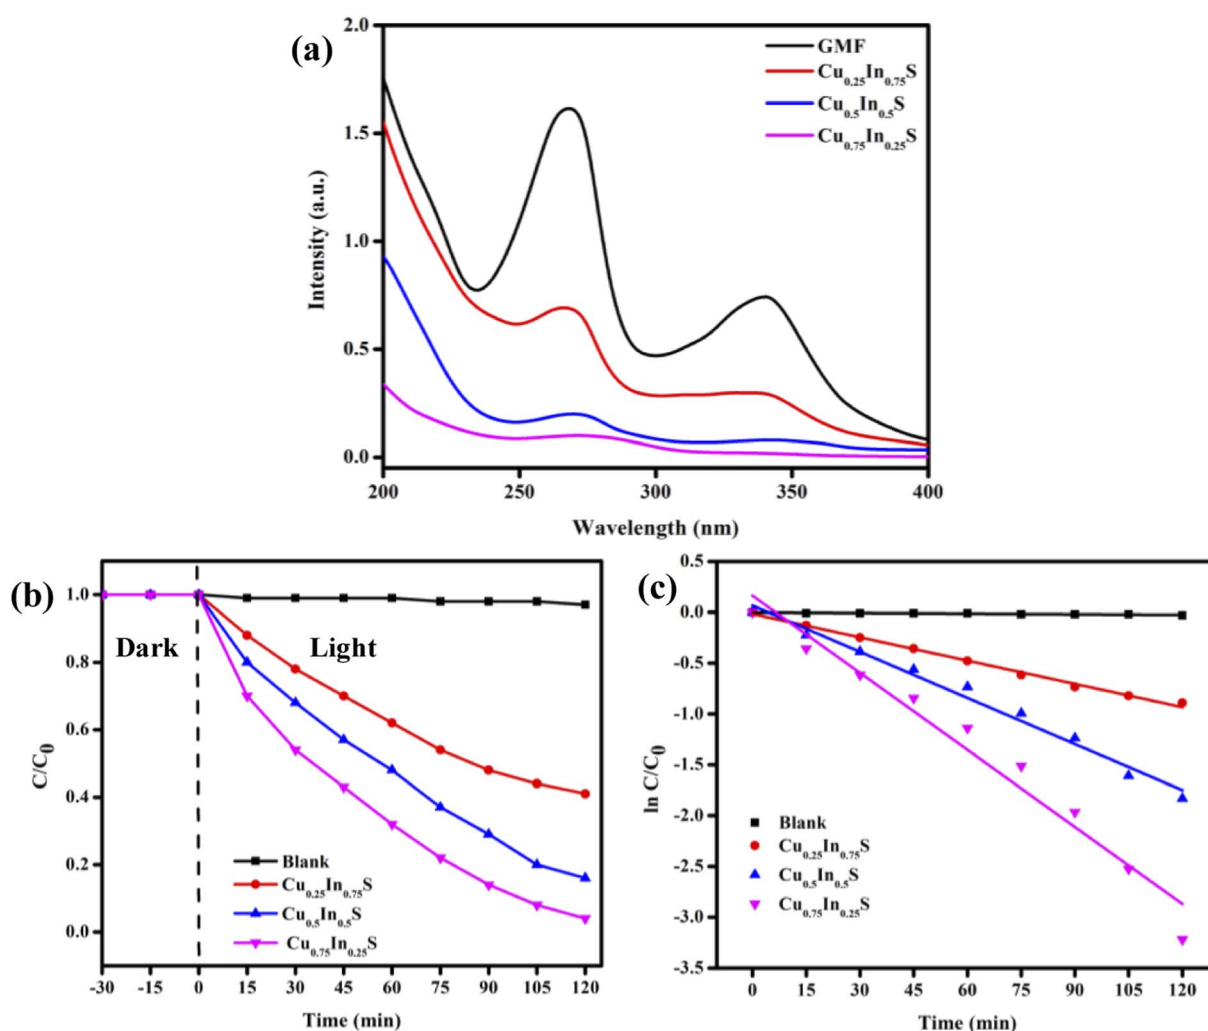 (a)
2.0
1.5
1.0
0.5
0.0
Intensity (a.u.)
200 250 300 350 400
Wavelength (nm)
GMF
Cu0.25In0.75S
Cu0.5In0.5S
Cu0.75In0.25S
(b)
1.0
0.8
0.6
0.4
0.2
0.0
C/C0
Dark
Light
Blank
Cu0.25In0.75S
Cu0.5In0.5S
Cu0.75In0.25S
-30 -15 0 15 30 45 60 75 90 105 120
Time (min)
(c)
0.5
0.0
-0.5
-1.0
-1.5
-2.0
-2.5
-3.0
-3.5
ln C/C0
Blank
Cu0.25In0.75S
Cu0.5In0.5S
Cu0.75In0.25S
0 15 30 45 60 75 90 105 120
Time (min)